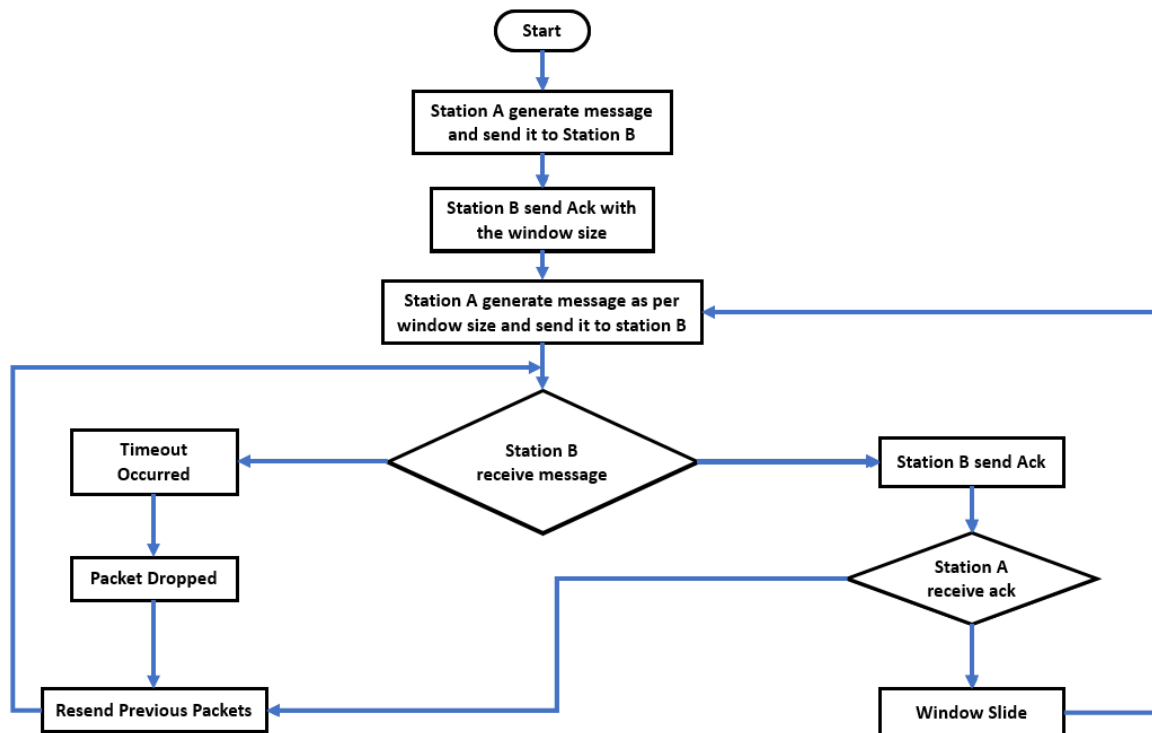 Start
Station A generate message
and send it to Station B
Station B send Ack with
the window size
Station A generate message as per
window size and send it to station B
Station B
receive message
Timeout
Occurred
Station B send Ack
Packet Dropped
Station A
receive ack
Resend Previous Packets
Window Slide